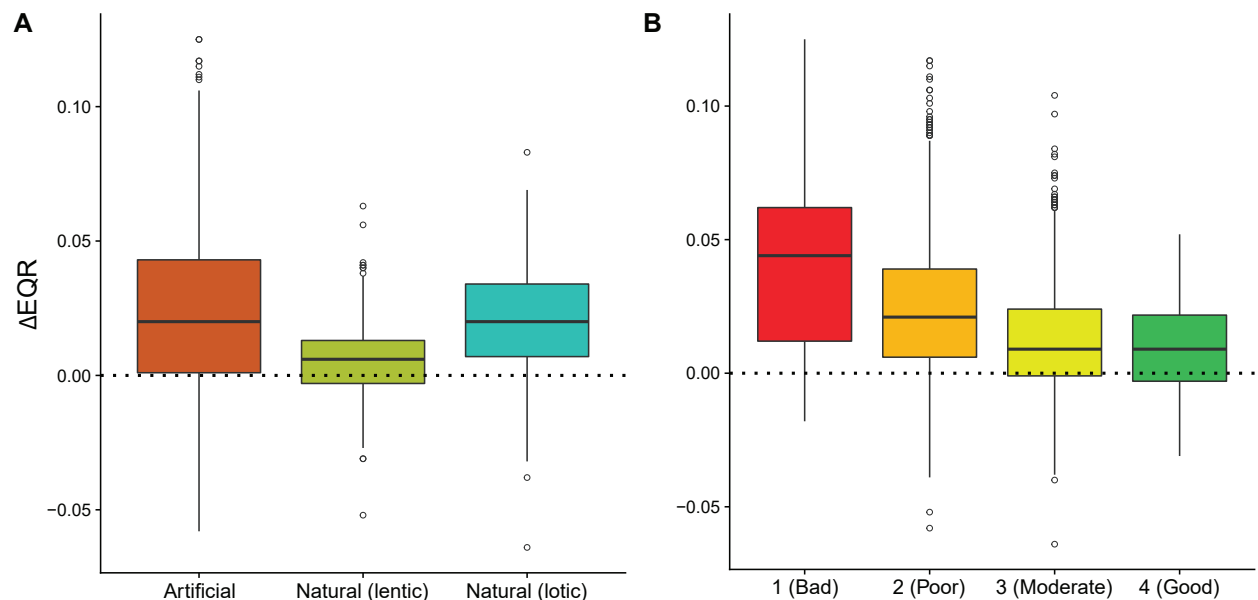 A
ΔEQR
0.10
0.05
0.00
−0.05
Artificial
Natural (lentic)
Natural (lotic)
B
0.10
0.05
0.00
−0.05
1 (Bad)
2 (Poor)
3 (Moderate)
4 (Good)